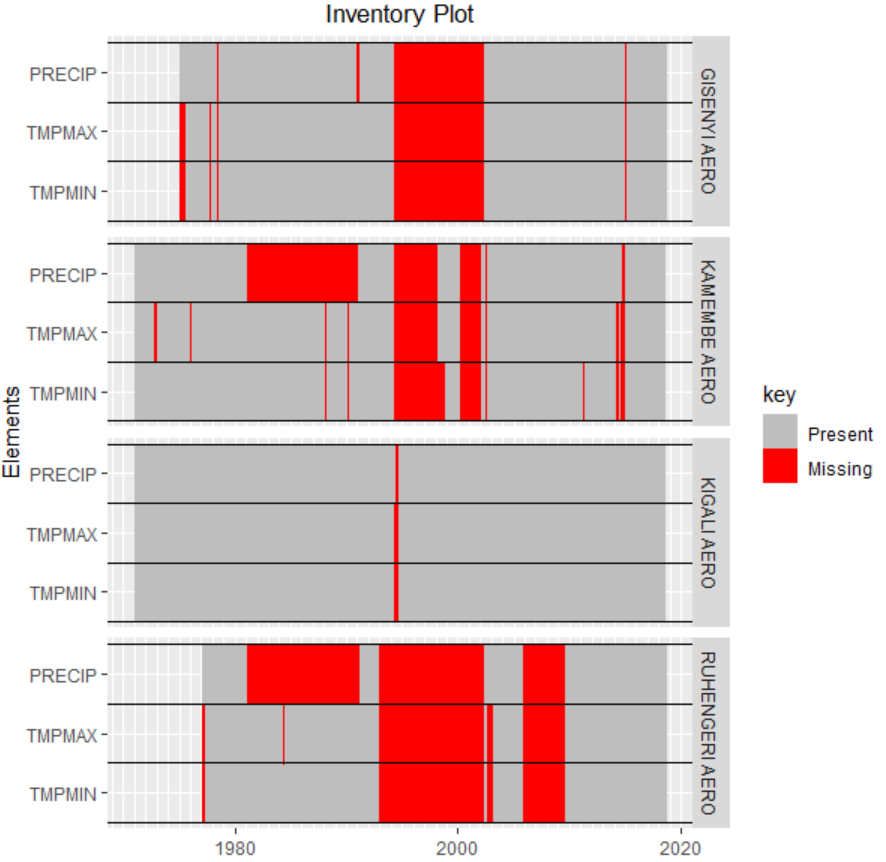 Inventory Plot
PRECIP
TMPMAX
TMPMIN
GISENYI AERO
PRECIP
TMPMAX
TMPMIN
KAMEMBE AERO
PRECIP
TMPMAX
TMPMIN
KIGALI AERO
PRECIP
TMPMAX
TMPMIN
RUHENGERI AERO
Elements
1980
2000
2020
key
Present
Missing